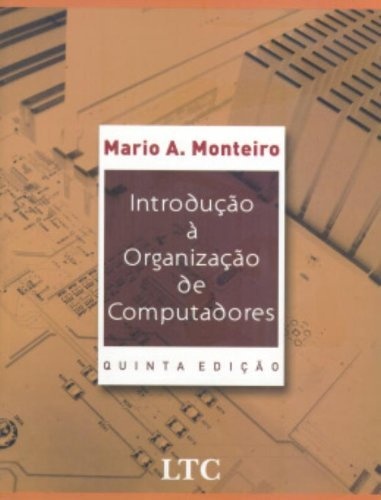 Mario A. Monteiro
Introdução
à
Organização
de
Computadores
QUINTA EDIÇÃO
LTC